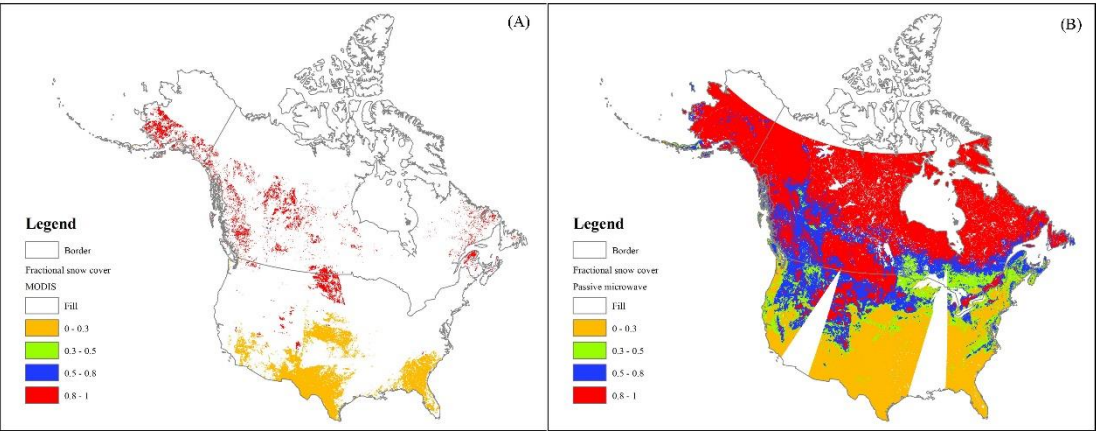 (A)
Legend
Border
Fractional snow cover
MODIS
Fill
0 - 0.3
0.3 - 0.5
0.5 - 0.8
0.8 - 1
(B)
Legend
Border
Fractional snow cover
Passive microwave
Fill
0 - 0.3
0.3 - 0.5
0.5 - 0.8
0.8 - 1